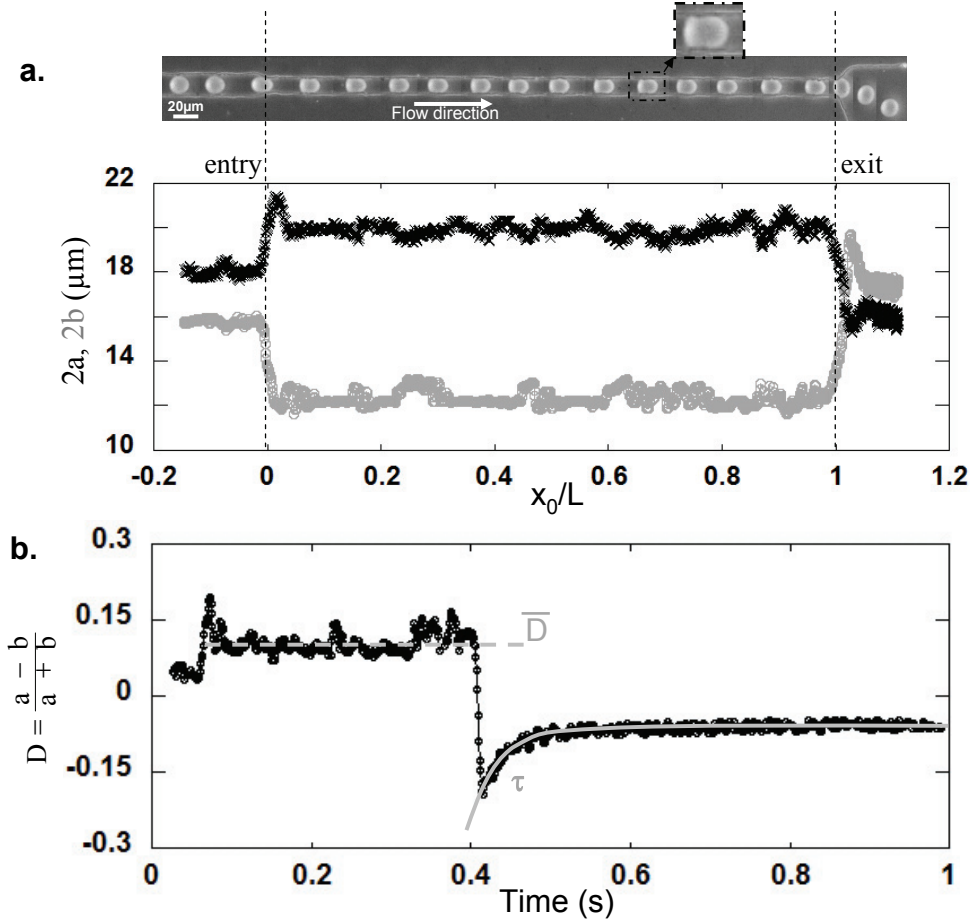 a.
20µm
Flow direction
entry
exit
22
18
14
10
2a, 2b (µm)
-0.2
0
0.2
0.4
0.6
0.8
1
1.2
x₀/L
b.
0.3
0.15
0
-0.15
-0.3
D = a − b / a + b
D̅
τ
0
0.2
0.4
0.6
0.8
1
Time (s)